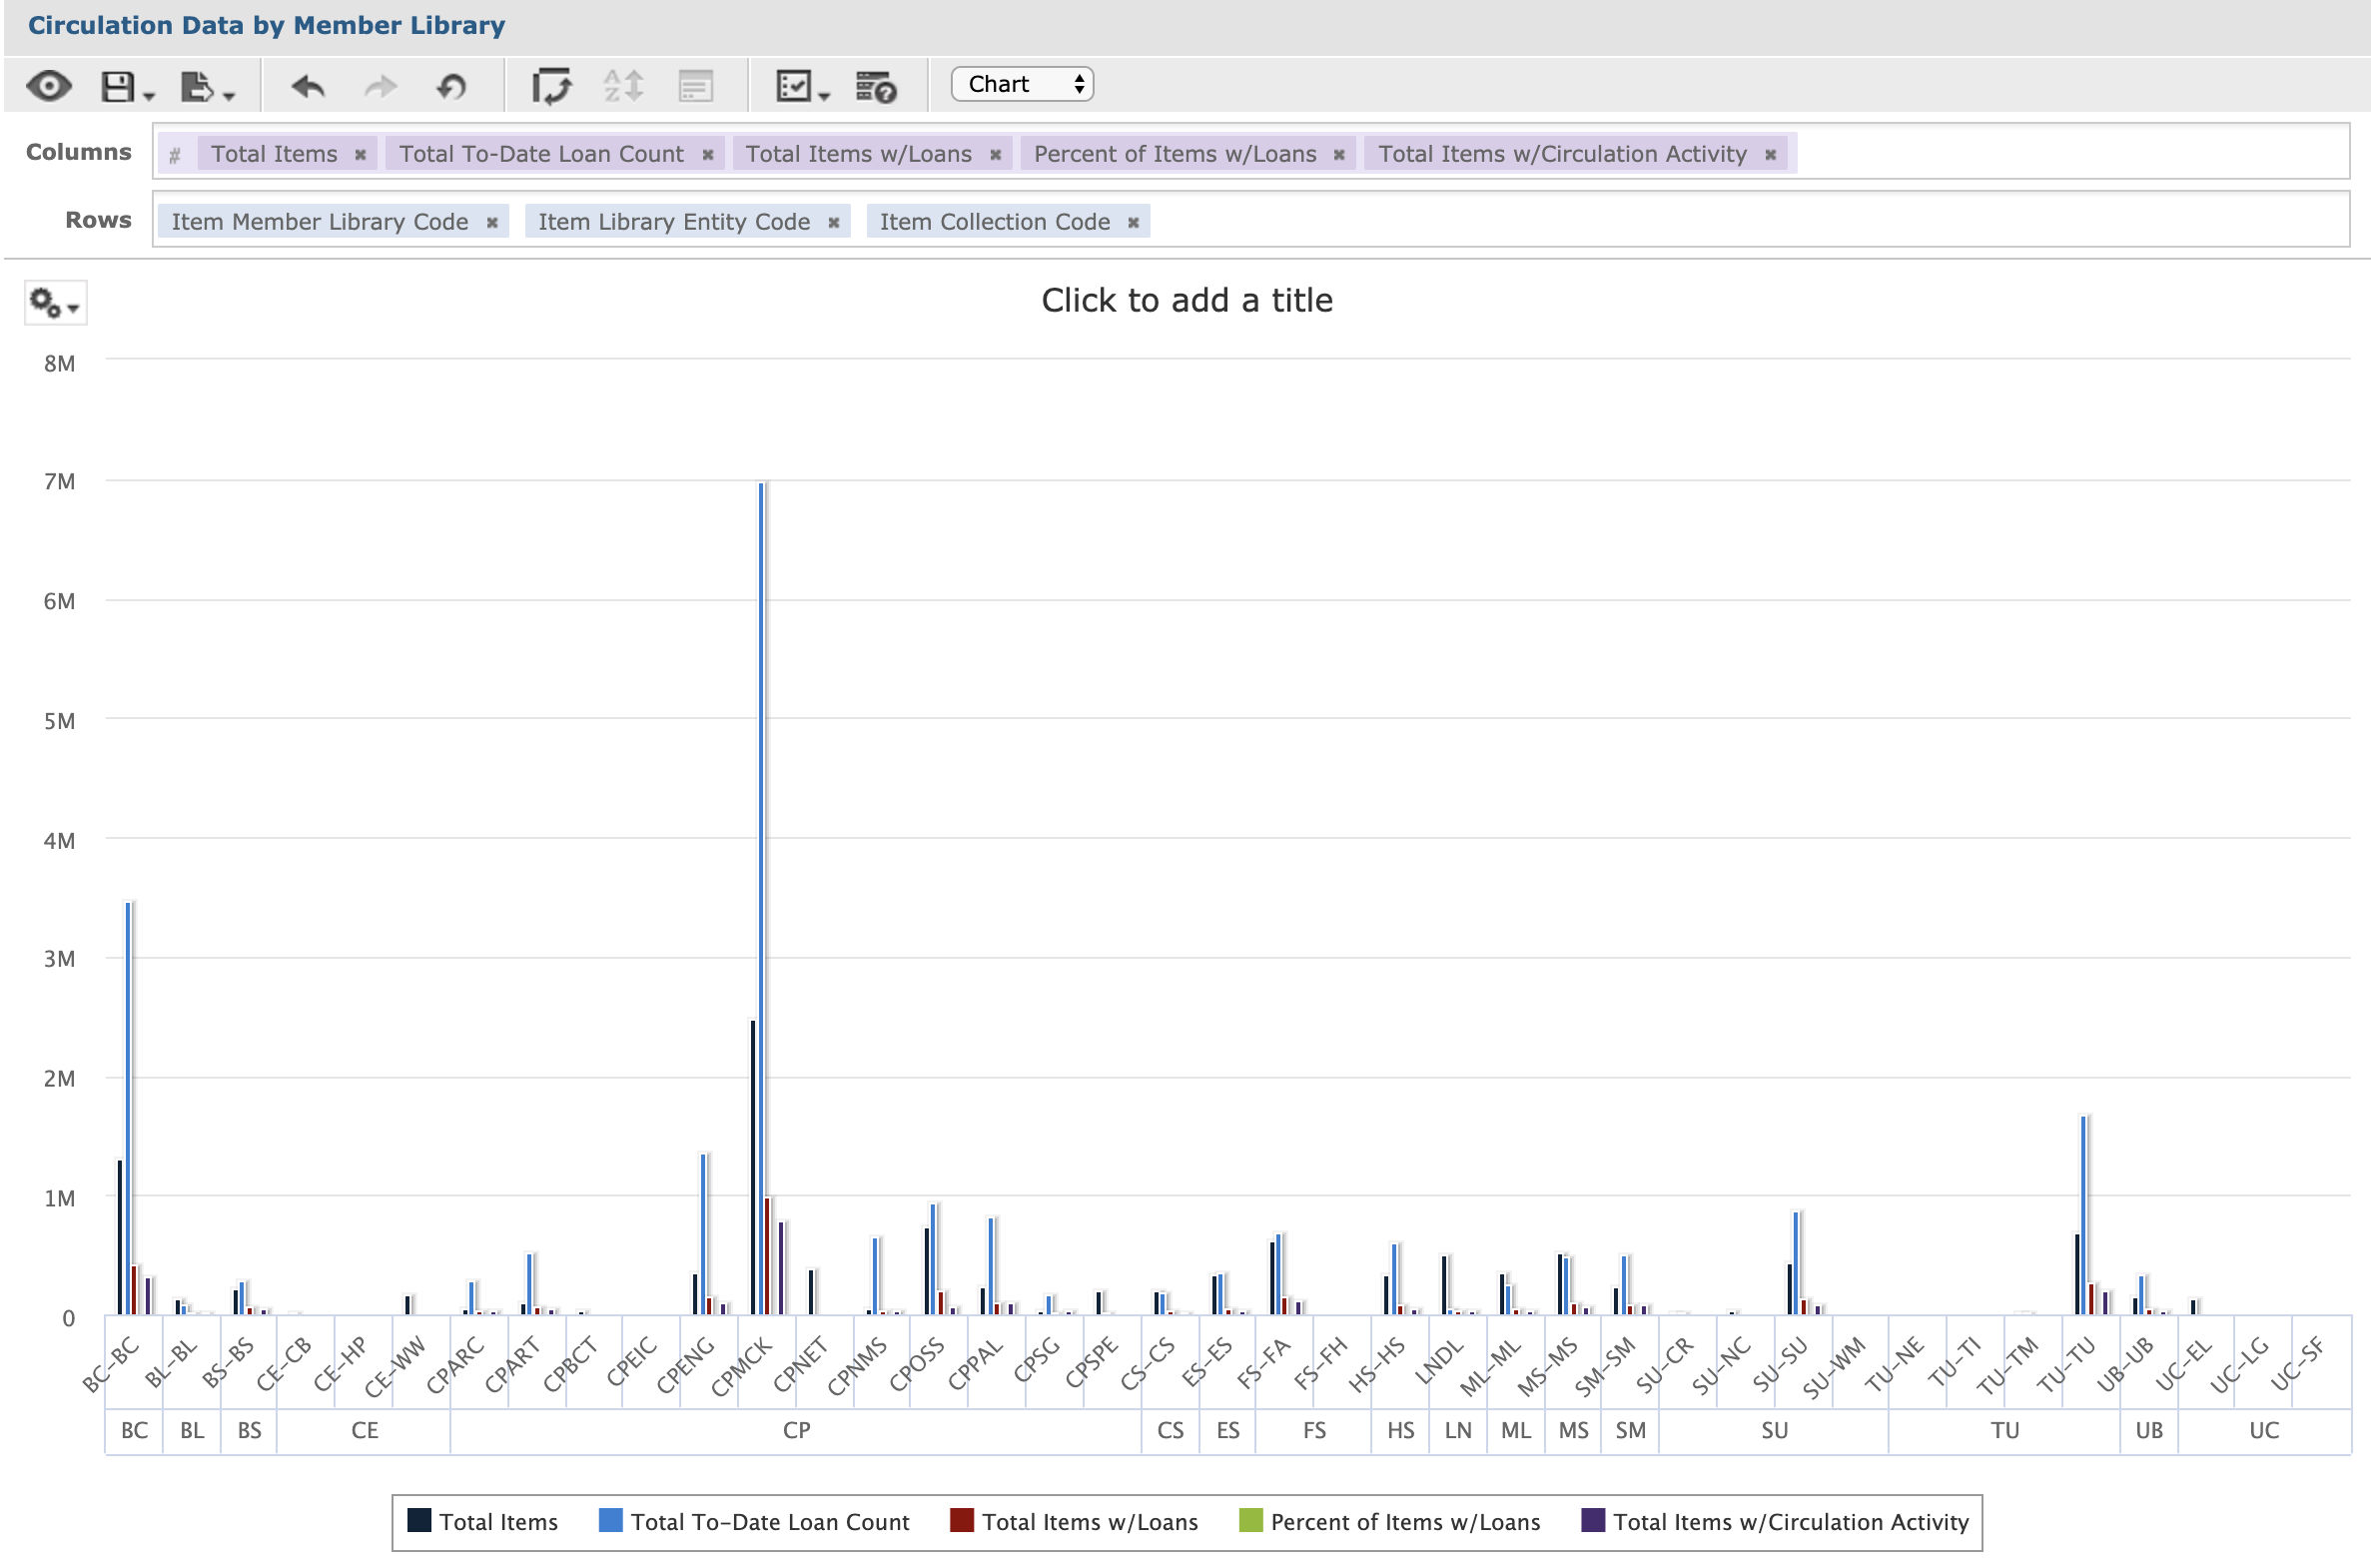 Circulation Data by Member Library
A Z Chart
Columns # Total Items Total To-Date Loan Count Total Items w/Loans Percent of Items w/Loans Total Items w/Circulation Activity
Rows Item Member Library Code Item Library Entity Code Item Collection Code
Click to add a title
8M
7M
6M
5M
4M
3M
2M
1M
0
BC-BC BL-BL BS-BS CE-CB CE-HP CE-WW CPARC CPART CPBCT CPEIC CPENG CPMCK CPNET CPNMS CPOSS CPPAL CPSG CPSPE CS-CS ES-ES FS-FA FS-FH HS-HS LNDL ML-ML MS-MS SM-SM SU-CR SU-NC SU-SU SU-WM TU-NE TU-TI TU-TM TU-TU UB-UB UC-EL UC-LG UC-SF
BC BL BS CE CP CS ES FS HS LN ML MS SM SU TU UB UC
Total Items Total To-Date Loan Count Total Items w/Loans Percent of Items w/Loans Total Items w/Circulation Activity